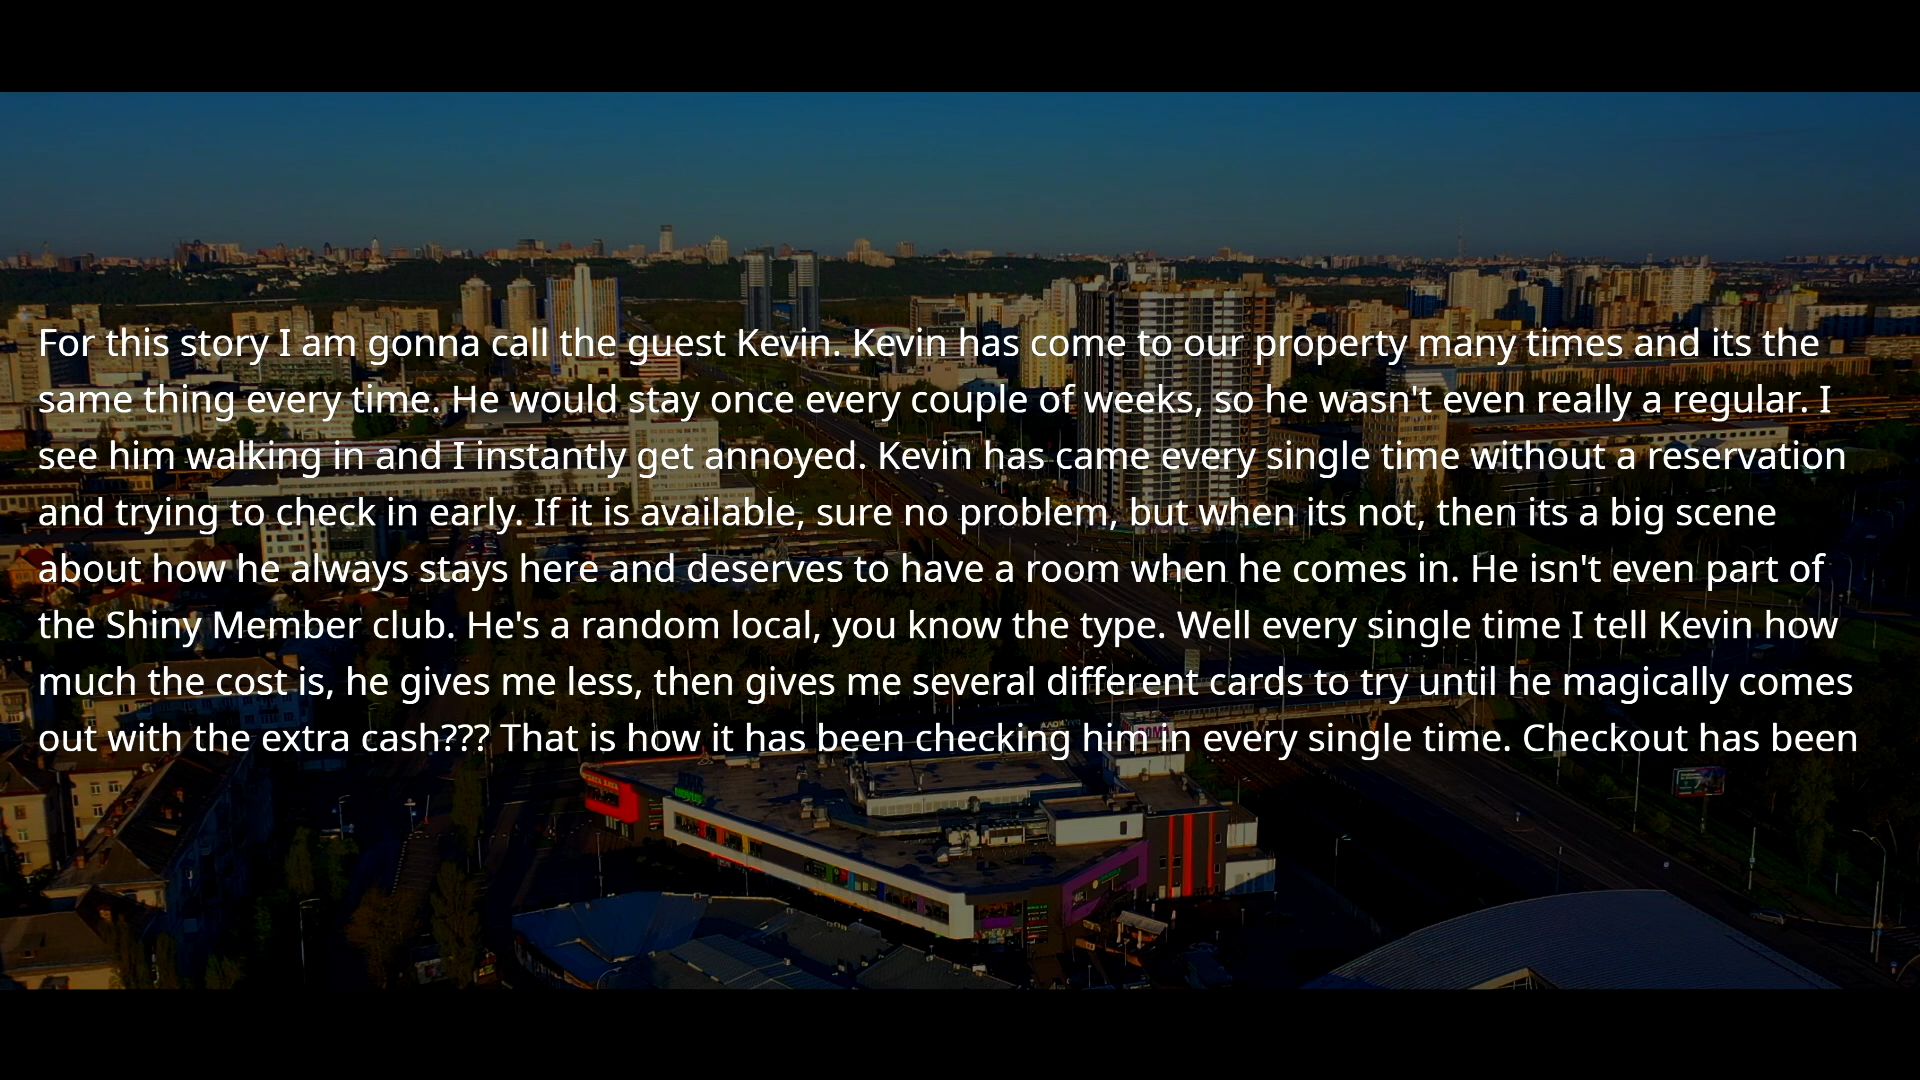 For this story I am gonna call the guest Kevin. Kevin has come to our property many times and its the
same thing every time. He would stay once every couple of weeks, so he wasn't even really a regular. I
see him walking in and I instantly get annoyed. Kevin has came every single time without a reservation
and trying to check in early. If it is available, sure no problem, but when its not, then its a big scene
about how he always stays here and deserves to have a room when he comes in. He isn't even part of
the Shiny Member club. He's a random local, you know the type. Well every single time I tell Kevin how
much the cost is, he gives me less, then gives me several different cards to try until he magically comes
out with the extra cash??? That is how it has been checking him in every single time. Checkout has been